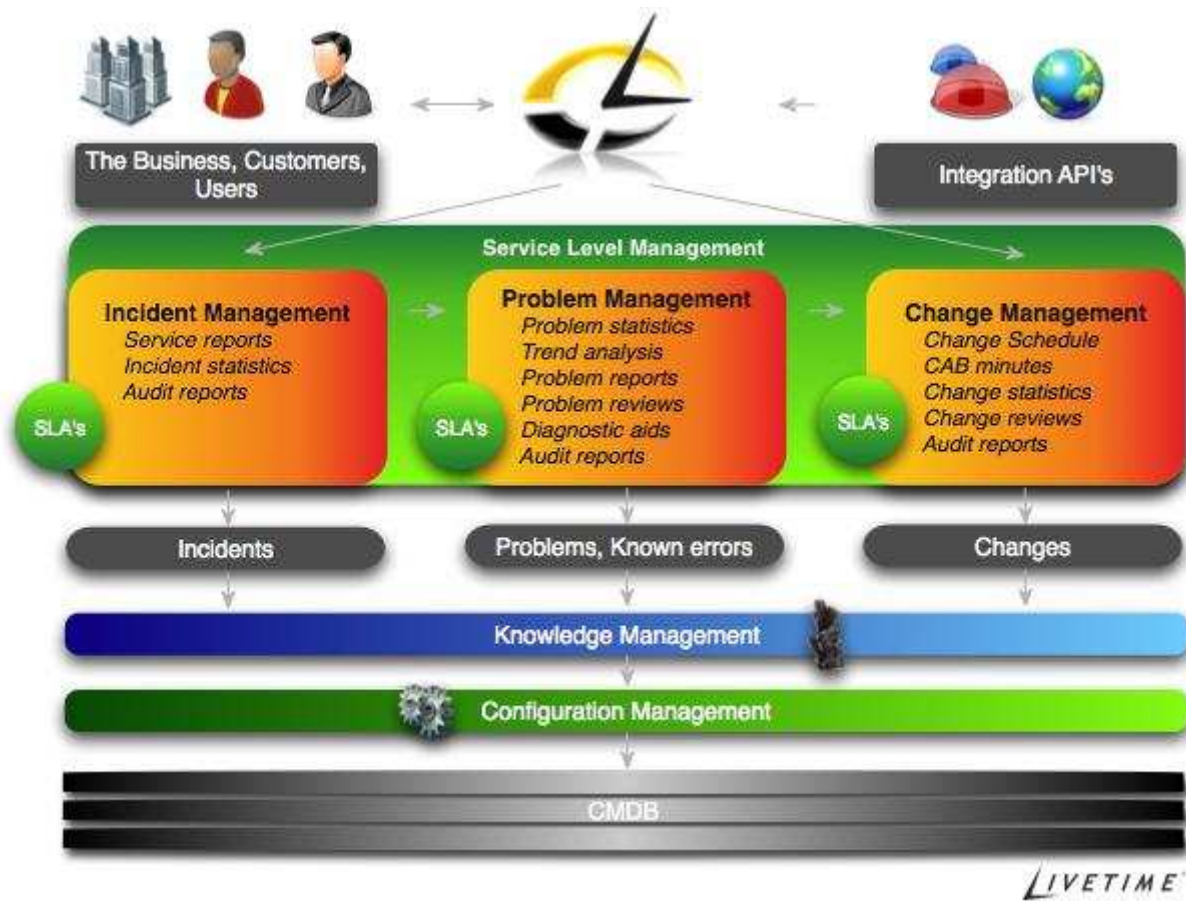 The Business, Customers,
Users
Integration API's
Service Level Management
Incident Management
Service reports
Incident statistics
Audit reports
SLA's
Problem Management
Problem statistics
Trend analysis
Problem reports
Problem reviews
Diagnostic aids
Audit reports
SLA's
Change Management
Change Schedule
CAB minutes
Change statistics
Change reviews
Audit reports
SLA's
Incidents
Problems, Known errors
Changes
Knowledge Management
Configuration Management
CMDB
LIVETIME